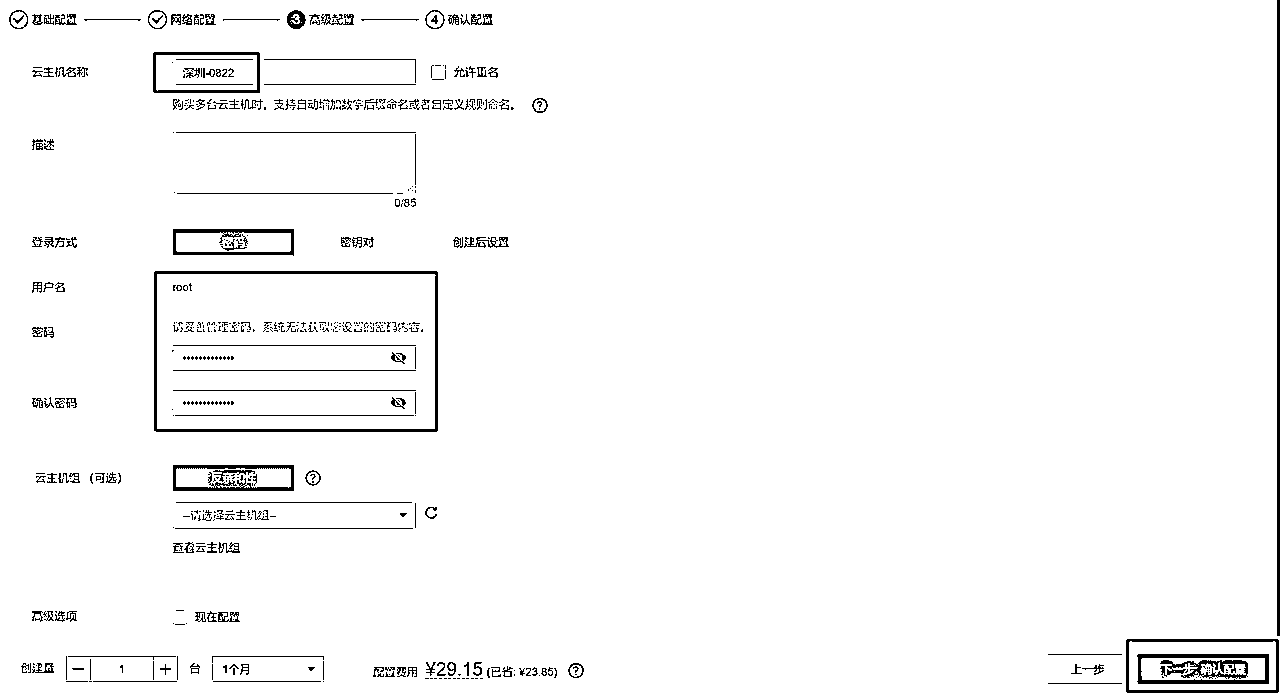 基础配置 网络配置 3 高级配置 4 确认配置
云主机名称 深圳-0822 允许重名
购买多台云主机时，支持自动增加数字后缀命名或者自定义规则命名。
描述
0/85
登录方式 密码 密钥对 创建后设置
用户名 root
密码 请妥善管理密码，系统无法获取您设置的密码内容。
确认密码
云主机组 （可选） 反亲和性
--请选择云主机组--
查看云主机组
高级选项 现在配置
创建量 1 台 1个月 配置费用 ¥29.15 (已省: ¥23.85) 上一步 下一步:确认配置